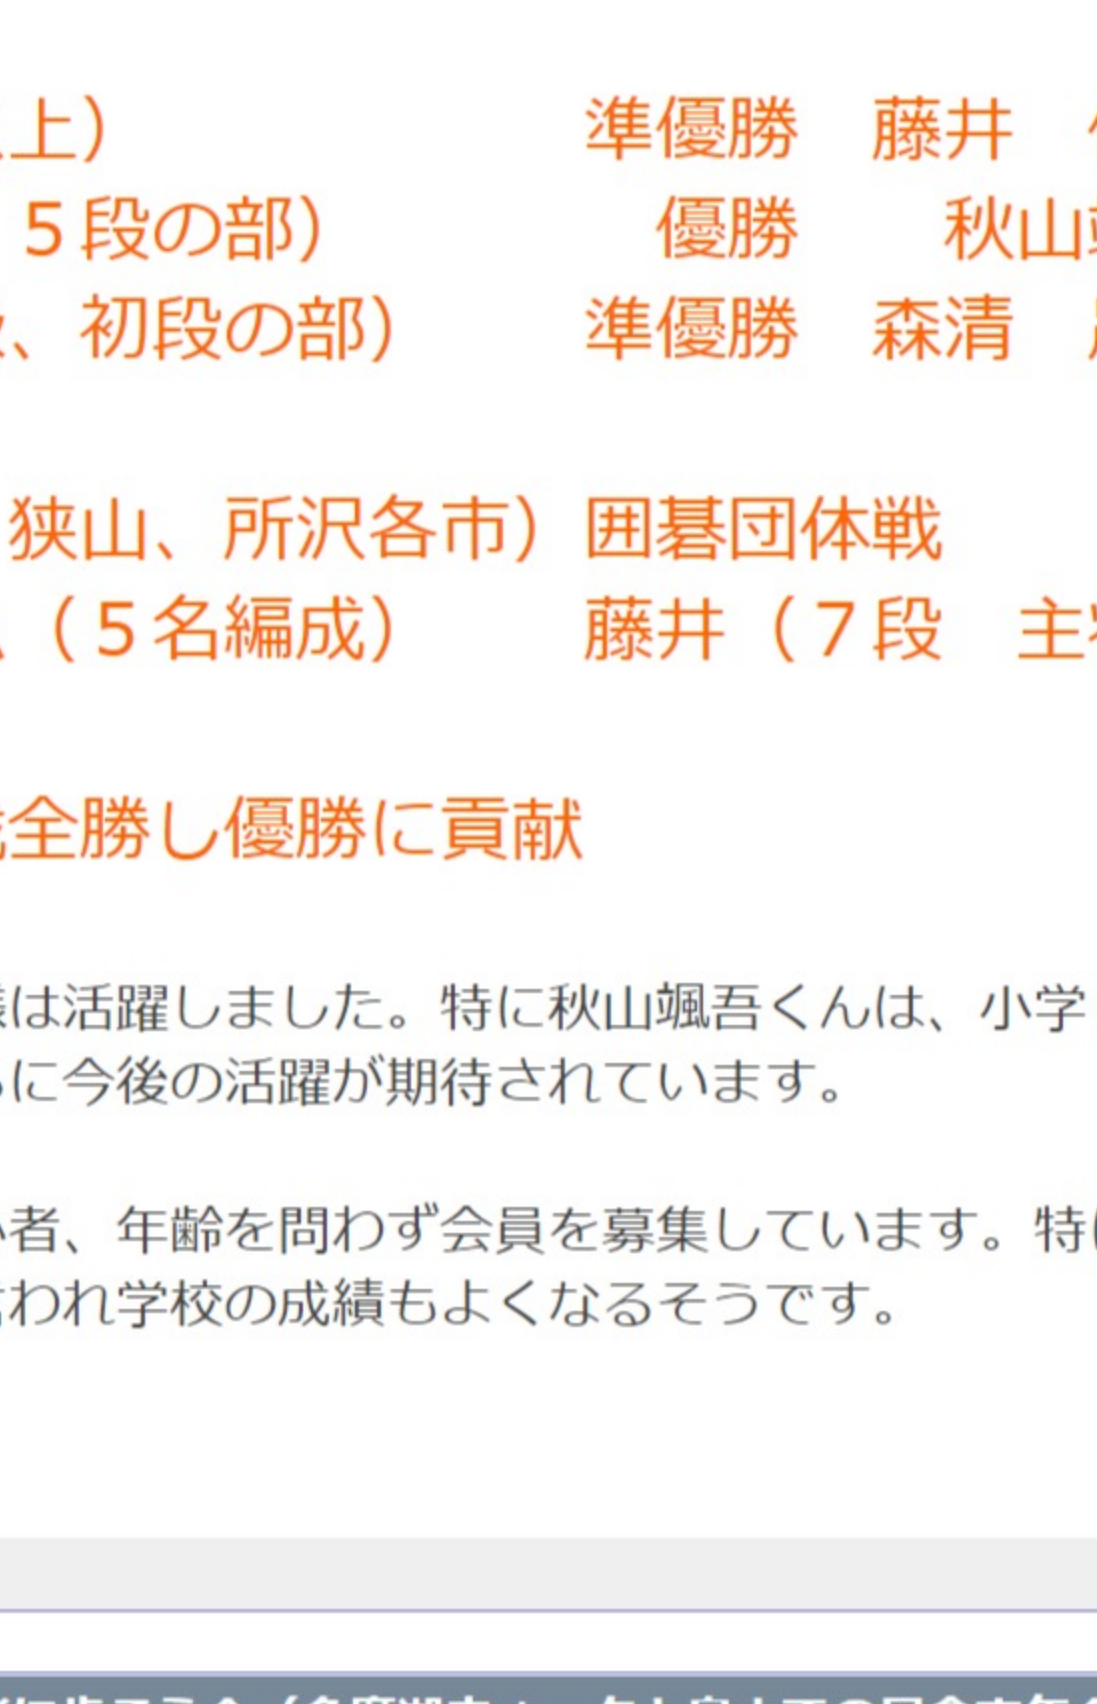 上） 準優勝 藤井
５段の部） 優勝 秋山
、初段の部） 準優勝 森清
狭山、所沢各市）囲碁団体戦
（５名編成） 藤井（７段 主
全勝し優勝に貢献
は活躍しました。特に秋山颯吾くんは、小学
に今後の活躍が期待されています。
者、年齢を問わず会員を募集しています。特
われ学校の成績もよくなるそうです。